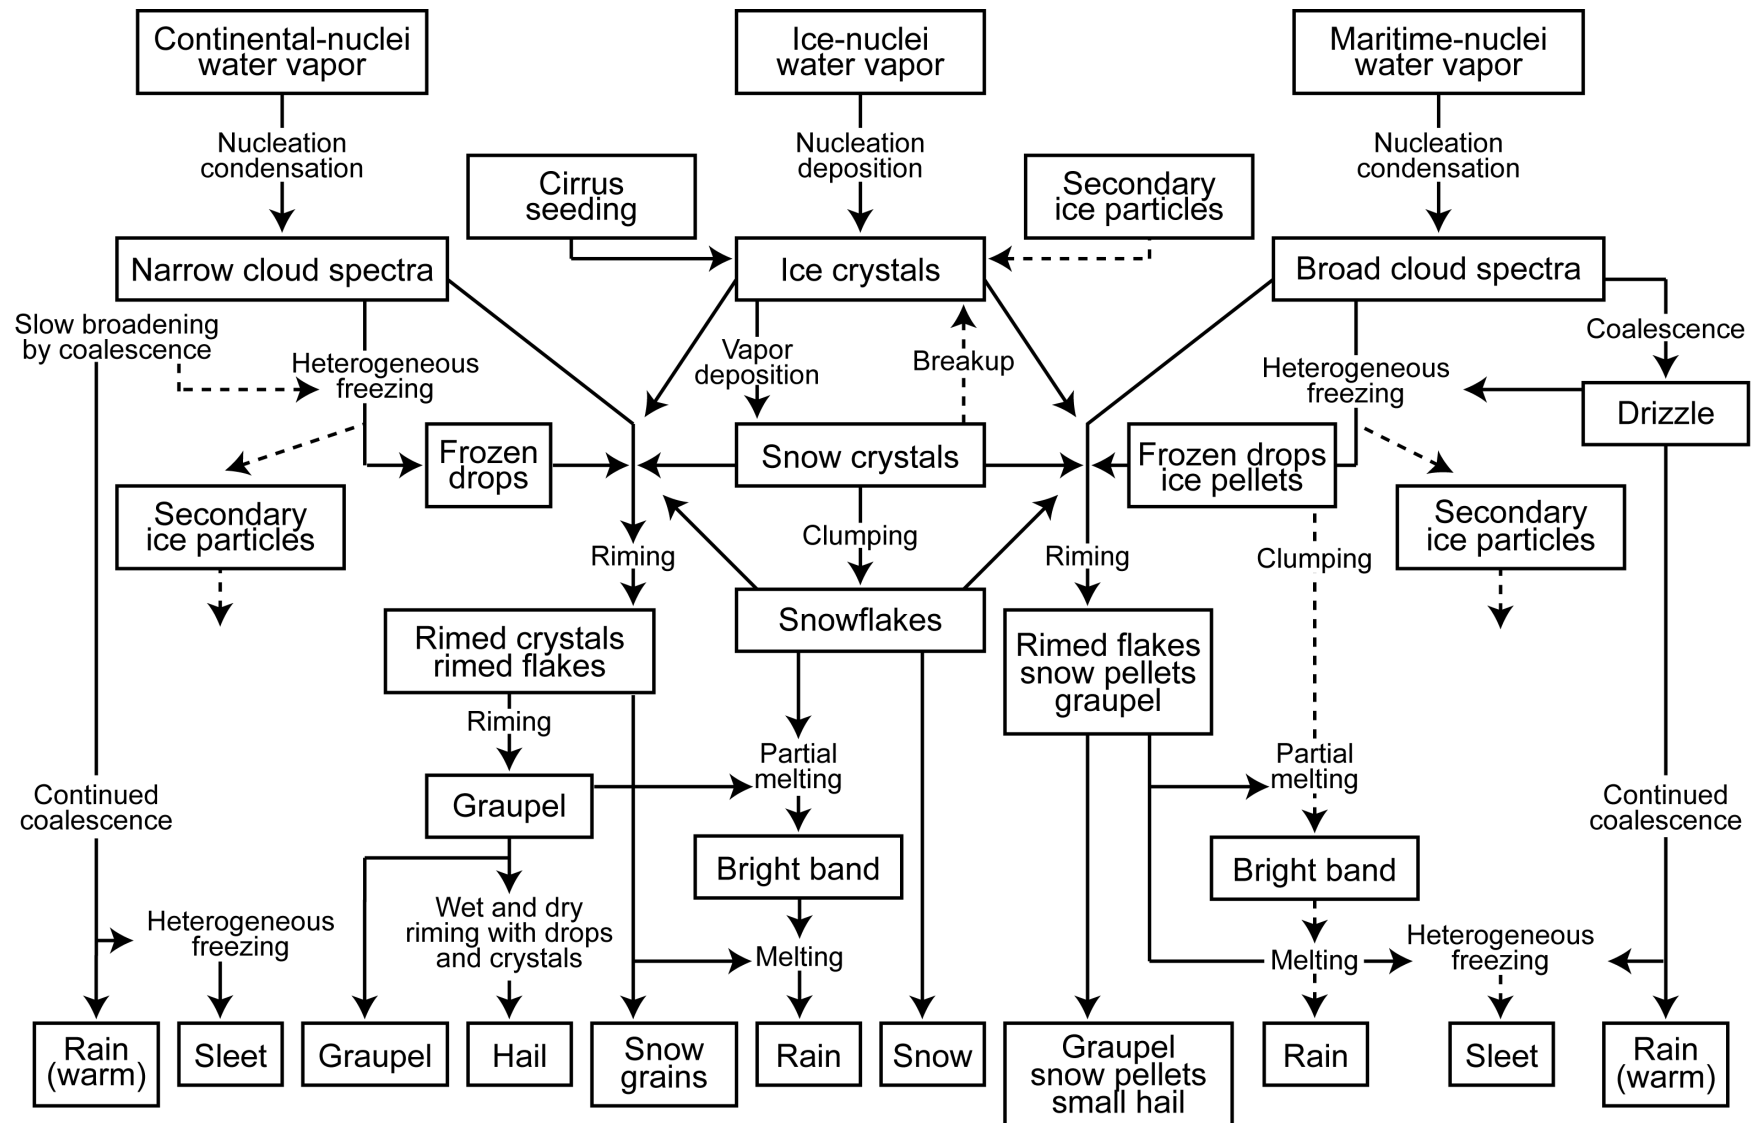 Continental-nuclei
water vapor
Ice-nuclei
water vapor
Maritime-nuclei
water vapor
Nucleation
condensation
Nucleation
deposition
Nucleation
condensation
Cirrus
seeding
Secondary
ice particles
Narrow cloud spectra
Ice crystals
Broad cloud spectra
Slow broadening
by coalescence
Heterogeneous
freezing
Vapor
deposition
Breakup
Heterogeneous
freezing
Coalescence
Drizzle
Frozen
drops
Snow crystals
Frozen drops
ice pellets
Secondary
ice particles
Riming
Clumping
Riming
Clumping
Secondary
ice particles
Rimed crystals
rimed flakes
Snowflakes
Rimed flakes
snow pellets
graupel
Riming
Partial
melting
Partial
melting
Continued
coalescence
Graupel
Continued
coalescence
Bright band
Bright band
Heterogeneous
freezing
Wet and dry
riming with drops
and crystals
Melting
Melting
Heterogeneous
freezing
Rain
(warm)
Sleet
Graupel
Hail
Snow
grains
Rain
Snow
Graupel
snow pellets
small hail
Rain
Sleet
Rain
(warm)